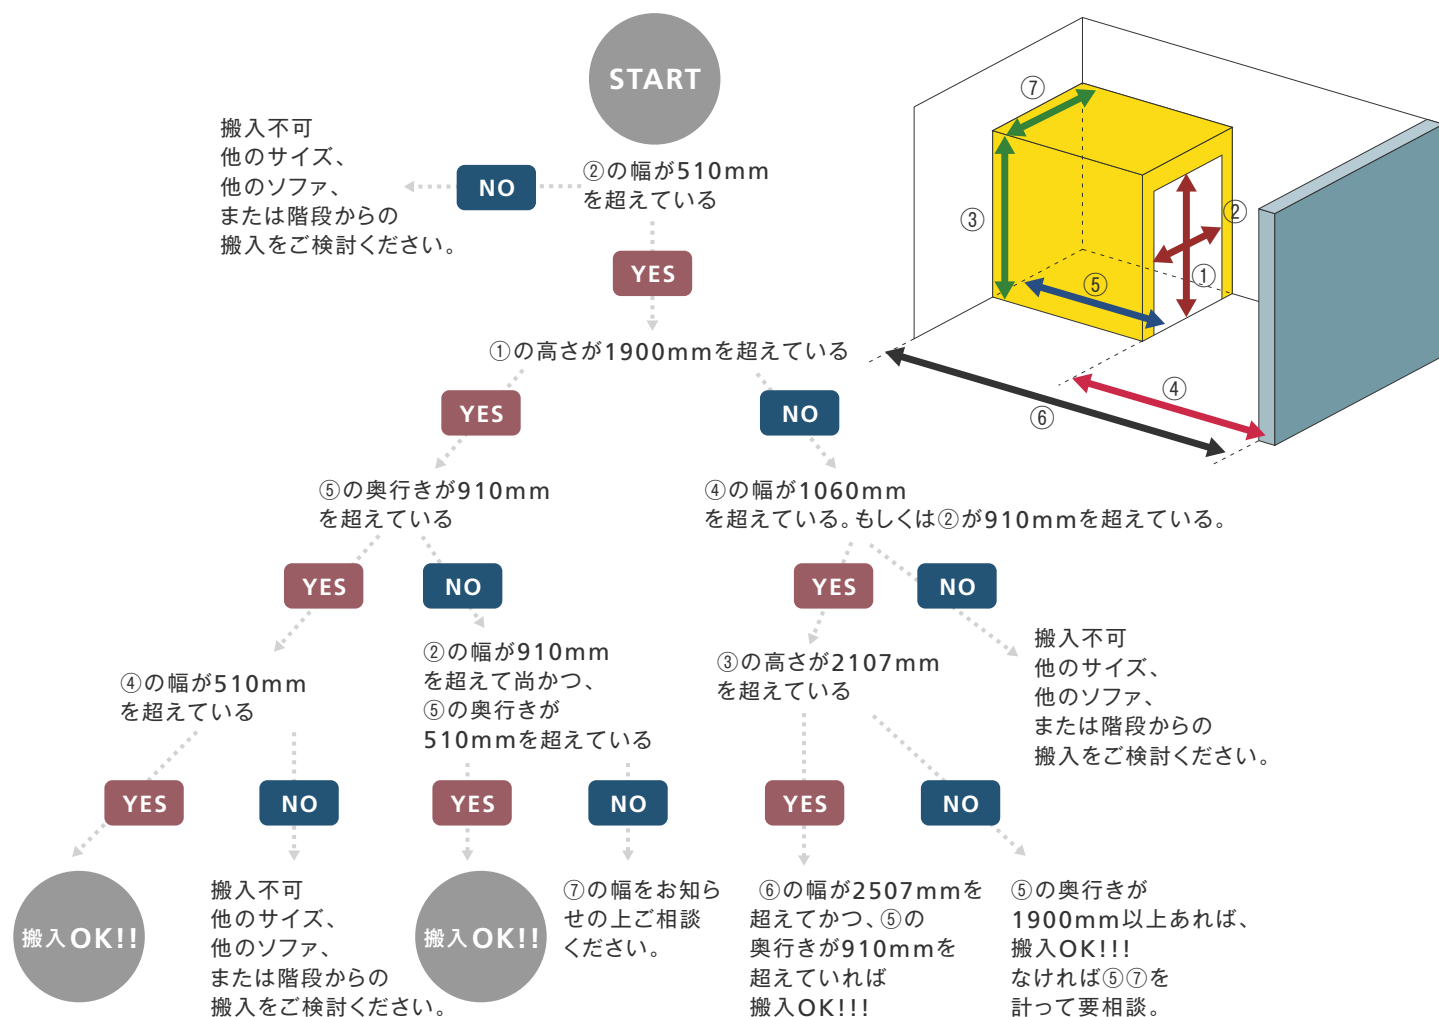 START
②の幅が510mm
を超えている
NO
搬入不可
他のサイズ、
他のソファ、
または階段からの
搬入をご検討ください。
YES
①の高さが1900mmを超えている
YES
NO
⑤の奥行きが910mm
を超えている
④の幅が1060mm
を超えている。もしくは②が910mmを超えている。
YES
NO
YES
NO
④の幅が510mm
を超えている
②の幅が910mm
を超えて尚かつ、
⑤の奥行きが
510mmを超えている
③の高さが2107mm
を超えている
搬入不可
他のサイズ、
他のソファ、
または階段からの
搬入をご検討ください。
YES
NO
YES
NO
YES
NO
搬入OK!!
搬入不可
他のサイズ、
他のソファ、
または階段からの
搬入をご検討ください。
搬入OK!!
⑦の幅をお知ら
せの上ご相談
ください。
⑥の幅が2507mmを
超えてかつ、⑤の
奥行きが910mmを
超えていれば
搬入OK!!!
⑤の奥行きが
1900mm以上あれば、
搬入OK!!!
なければ⑤⑦を
計って要相談。
⑦
③
②
①
⑤
④
⑥